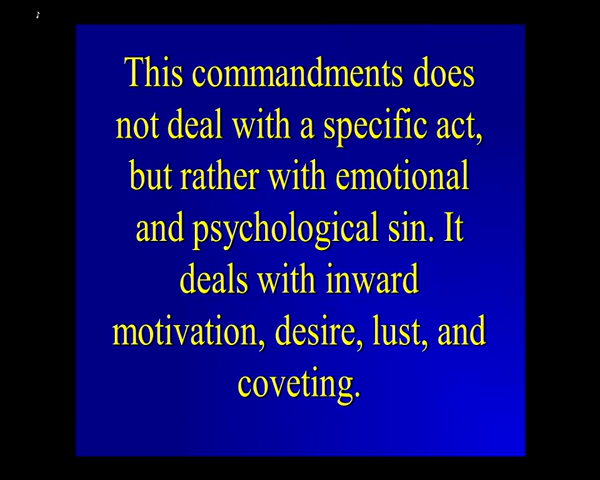 This commandments does
not deal with a specific act,
but rather with emotional
and psychological sin. It
deals with inward
motivation, desire, lust, and
coveting.